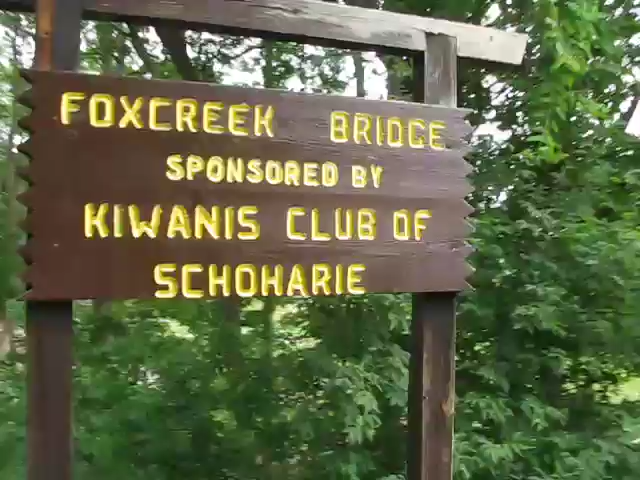 FOXCREEK BRIDGE
SPONSORED BY
KIWANIS CLUB OF
SCHOHARIE